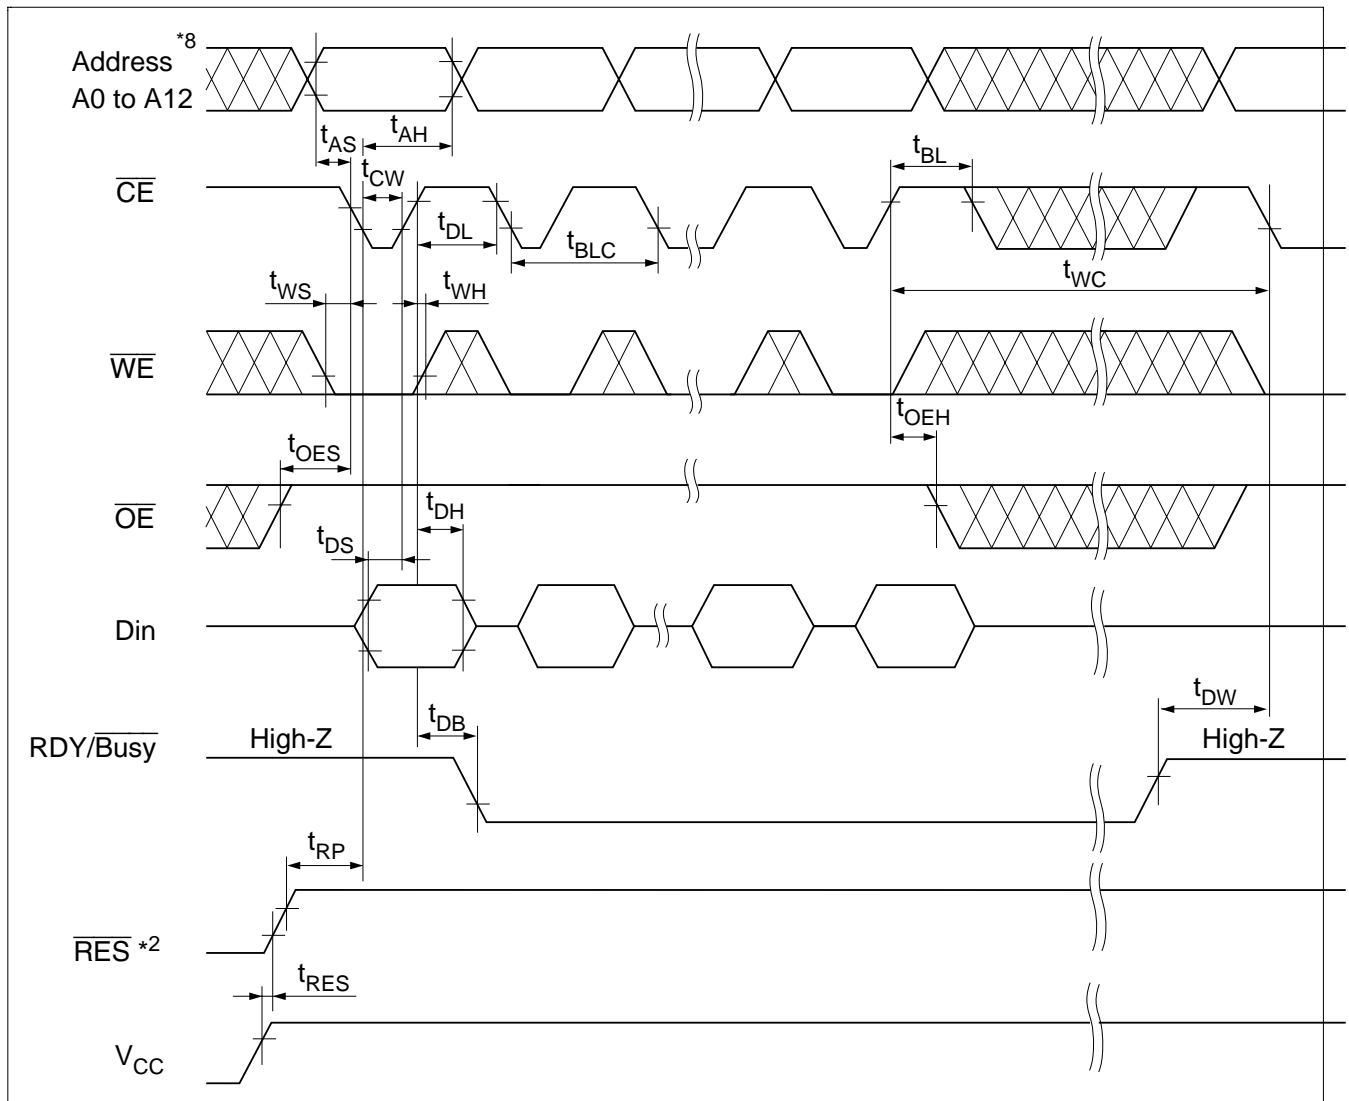 Address *8
A0 to A12
tAS
tAH
CE
tCW
tBL
tDL
tBLC
tWS
tWH
tWC
WE
tOES
tOEH
OE
tDH
tDS
Din
tDB
tDW
RDY/Busy
High-Z
High-Z
tRP
RES *2
tRES
VCC